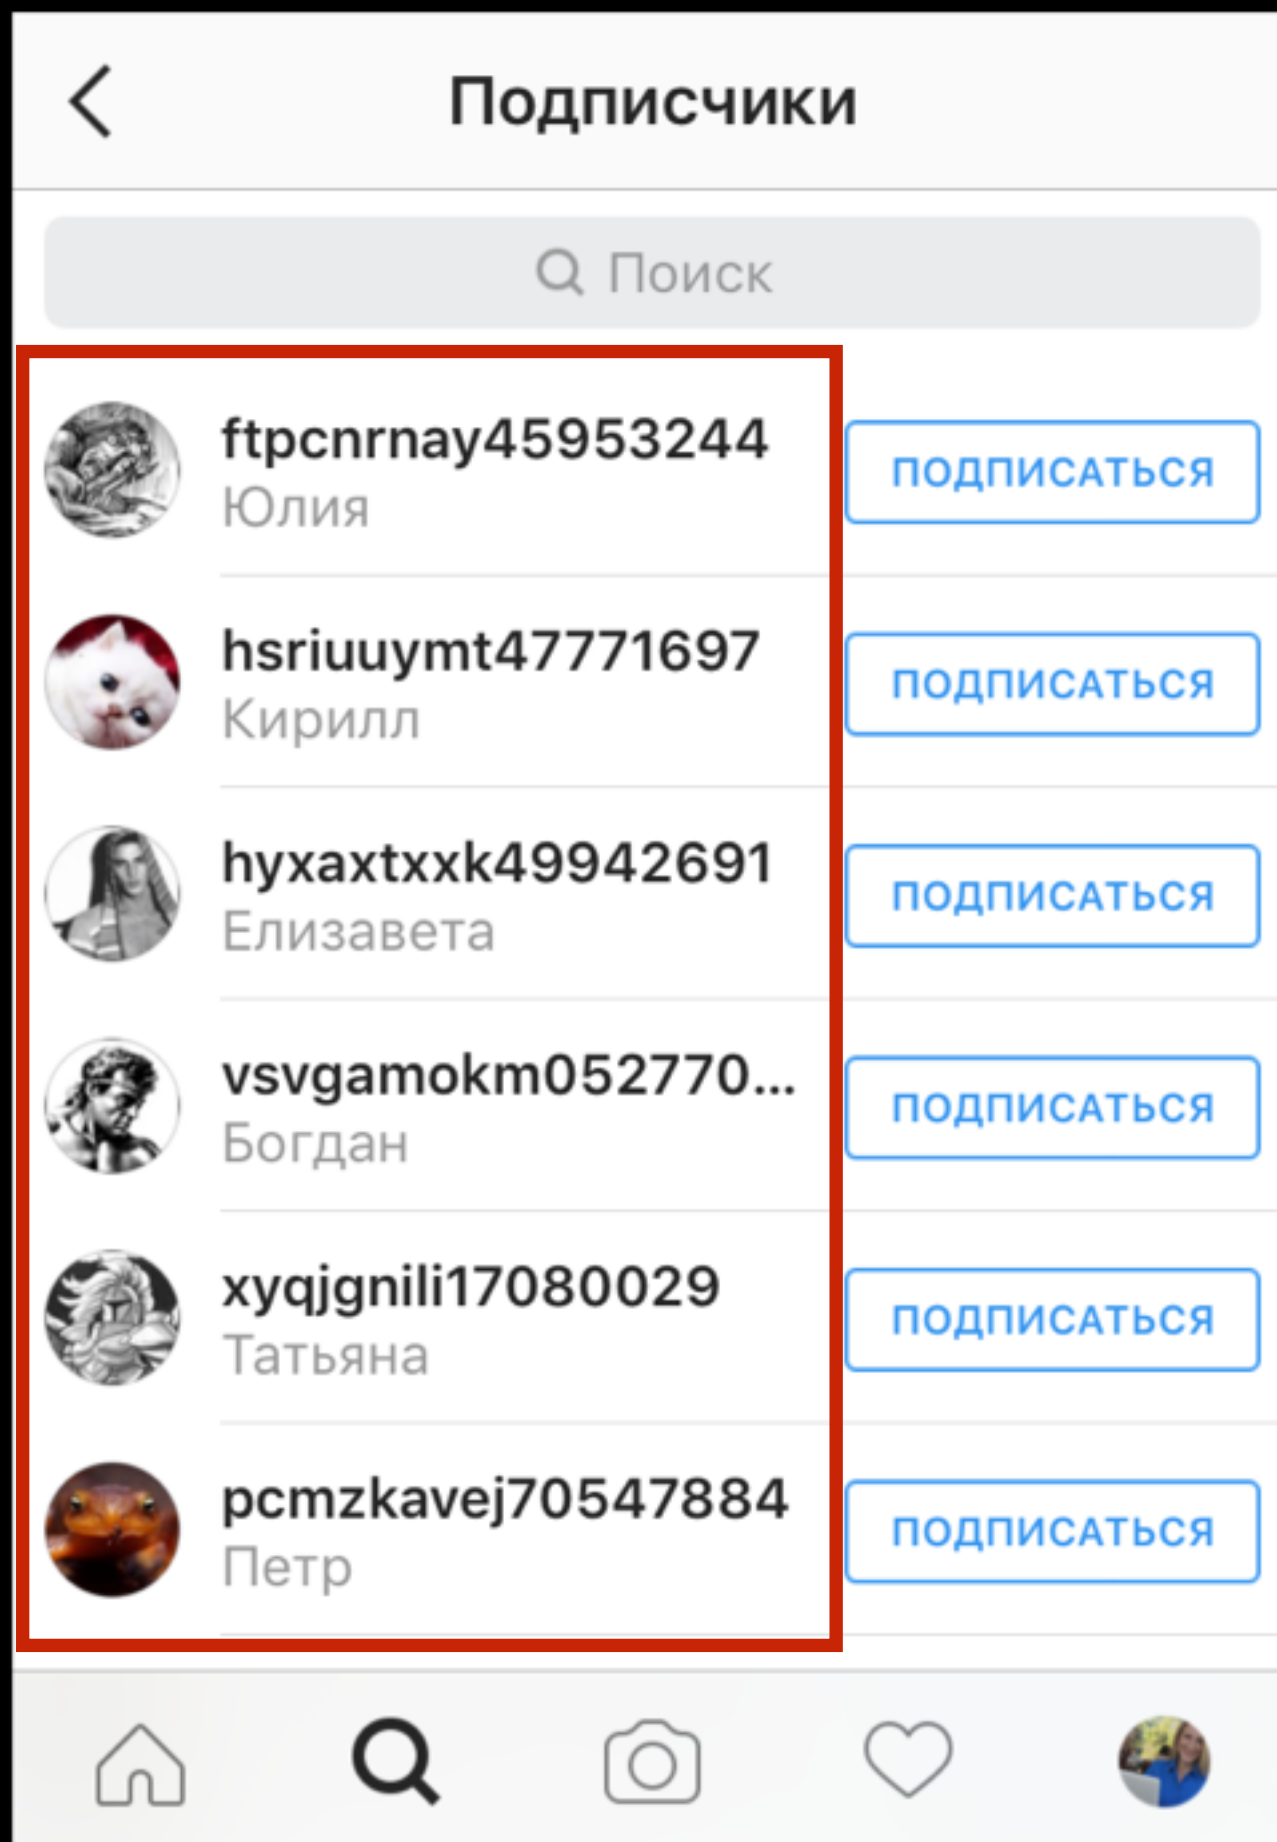 Подписчики
Поиск
ftpcnrnay45953244
Юлия
ПОДПИСАТЬСЯ
hsriuuymt47771697
Кирилл
ПОДПИСАТЬСЯ
hyxaxtxxk49942691
Елизавета
ПОДПИСАТЬСЯ
vsvgamokm052770...
Богдан
ПОДПИСАТЬСЯ
xyqjgnili17080029
Татьяна
ПОДПИСАТЬСЯ
pcmzkavej70547884
Петр
ПОДПИСАТЬСЯ